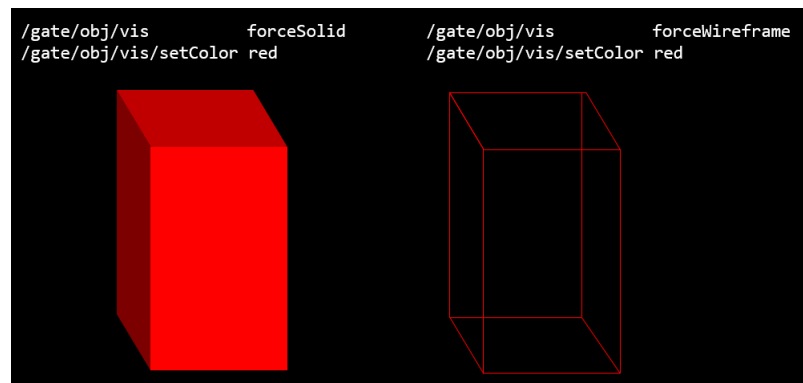 /gate/obj/vis forceSolid
/gate/obj/vis/setColor red
/gate/obj/vis forceWireframe
/gate/obj/vis/setColor red